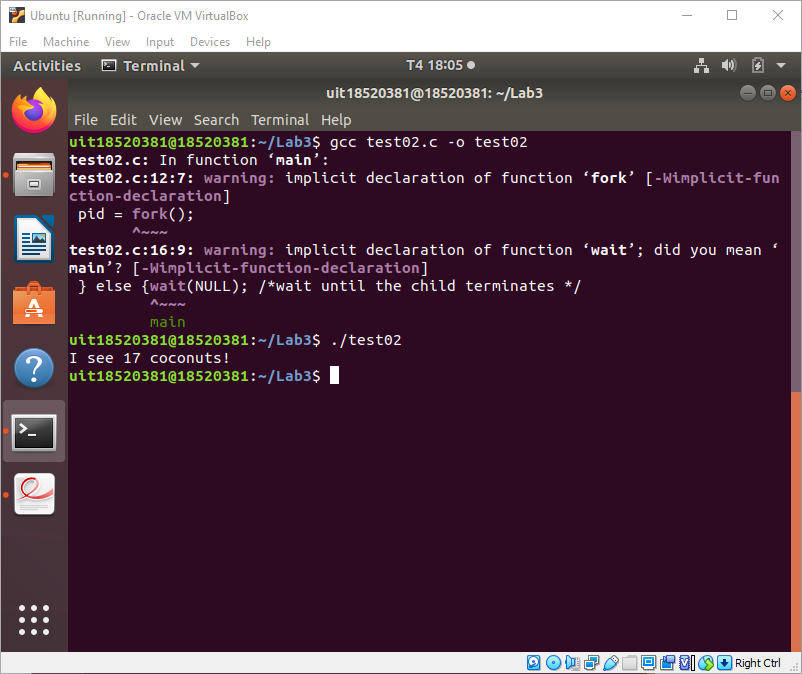 Ubuntu [Running] - Oracle VM VirtualBox
File Machine View Input Devices Help
Activities Terminal T4 18:05
uit18520381@18520381: ~/Lab3
File Edit View Search Terminal Help
uit18520381@18520381:~/Lab3$ gcc test02.c -o test02
test02.c: In function ‘main’:
test02.c:12:7: warning: implicit declaration of function ‘fork’ [-Wimplicit-fun
ction-declaration]
pid = fork();
^~~~
test02.c:16:9: warning: implicit declaration of function ‘wait’; did you mean ‘
main’? [-Wimplicit-function-declaration]
} else {wait(NULL); /*wait until the child terminates */
^~~~
main
uit18520381@18520381:~/Lab3$ ./test02
I see 17 coconuts!
uit18520381@18520381:~/Lab3$
Right Ctrl